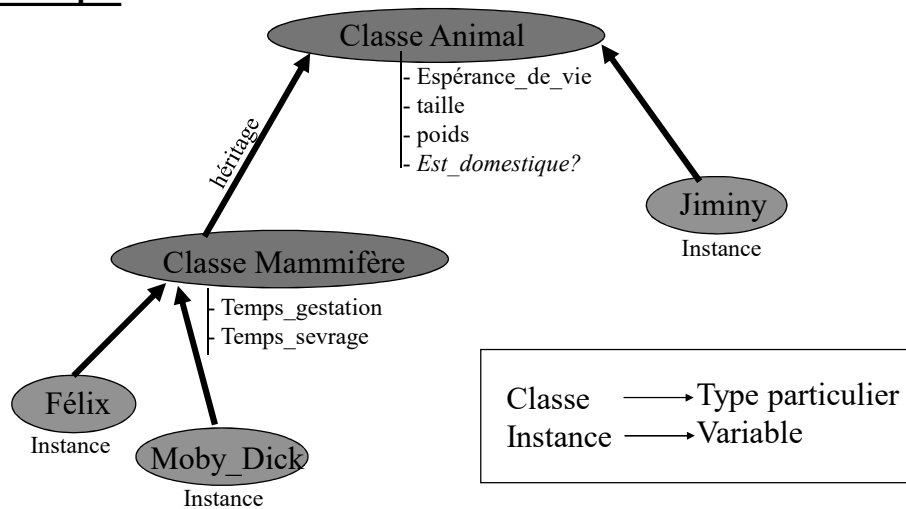 Classe Animal
- Espérance_de_vie
- taille
- poids
- Est_domestique?
héritage
Jiminy
Instance
Classe Mammifère
- Temps_gestation
- Temps_sevrage
Félix
Instance
Moby_Dick
Instance
Classe Type particulier
Instance Variable